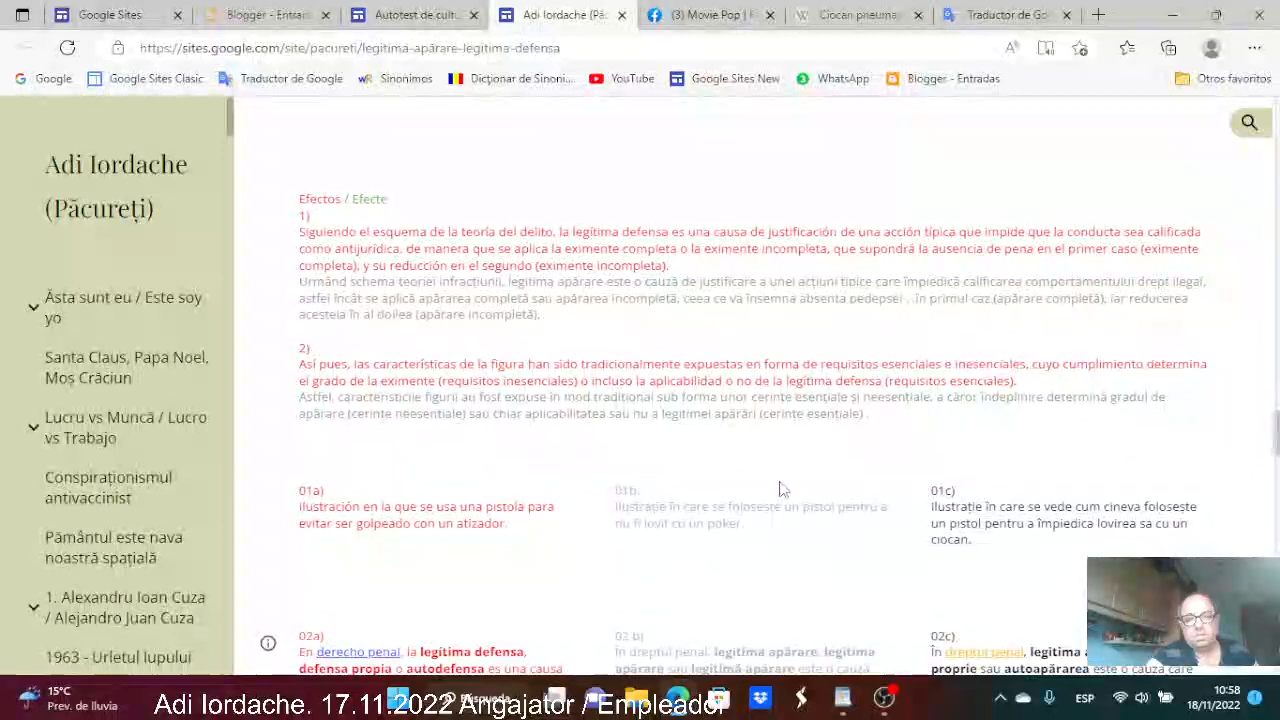 Blogger - Entran
Autotest de cult
Adi Iordache (Pă
(3) Movie Pop |
Ciocan pneuma
Traductor de Go
https://sites.google.com/site/pacureti/legitima-apărare-legitima-defensa
Google
Google Sites Clasic
Traductor de Google
wR Sinonimos
Dicționar de Sinoni...
YouTube
Google Sites New
WhatsApp
Blogger - Entradas
Otros favoritos
Adi Iordache
(Păcureți)
Ăsta sunt eu / Este soy
yo
Santa Claus, Papa Noel,
Moș Crăciun
Lucru vs Muncă / Lucro
vs Trabajo
Conspiraționismul
antivaccinist
Pământul este nava
noastră spațială
1. Alexandru Ioan Cuza
/ Alejandro Juan Cuza
1963 - Urletul lupului
Efectos / Efecte
1)
Siguiendo el esquema de la teoría del delito, la legítima defensa es una causa de justificación de una acción típica que impide que la conducta sea calificada
como antijurídica, de manera que se aplica la eximente completa o la eximente incompleta, que supondrá la ausencia de pena en el primer caso (eximente
completa), y su reducción en el segundo (eximente incompleta).
Urmând schema teoriei infracțiunii, legitima apărare este o cauză de justificare a unei acțiuni tipice care împiedică calificarea comportamentului drept ilegal,
astfel încât se aplică apărarea completă sau apărarea incompletă, ceea ce va însemna absența pedepsei . . în primul caz (apărare completă), iar reducerea
acesteia în al doilea (apărare incompletă).
2)
Así pues, las características de la figura han sido tradicionalmente expuestas en forma de requisitos esenciales e inesenciales, cuyo cumplimiento determina
el grado de la eximente (requisitos inesenciales) o incluso la aplicabilidad o no de la legítima defensa (requisitos esenciales).
Astfel, caracteristicile figurii au fost expuse în mod tradițional sub forma unor cerințe esențiale și neesențiale, a căror îndeplinire determină gradul de
apărare (cerințe neesențiale) sau chiar aplicabilitatea sau nu a legitimei apărări (cerințe esențiale) .
01a)
Ilustración en la que se usa una pistola para
evitar ser golpeado con un atizador.
01b.
Ilustrație în care se folosește un pistol pentru a
nu fi lovit cu un poker.
01c)
Ilustrație în care se vede cum cineva folosește
un pistol pentru a împiedica lovirea sa cu un
ciocan.
02a)
En derecho penal, la legítima defensa,
defensa propia o autodefensa es una causa
02 b)
În dreptul penal, legitima apărare, legitima
apărare sau legitimă apărare este o cauză
02c)
În dreptul penal, legitima
proprie sau autoapărarea este o cauză care
15°C
Prev. de lluvia
Búsqueda
Adi Iordache. 17.11.2022 Angajator / Empleador
ESP
10:58
18/11/2022